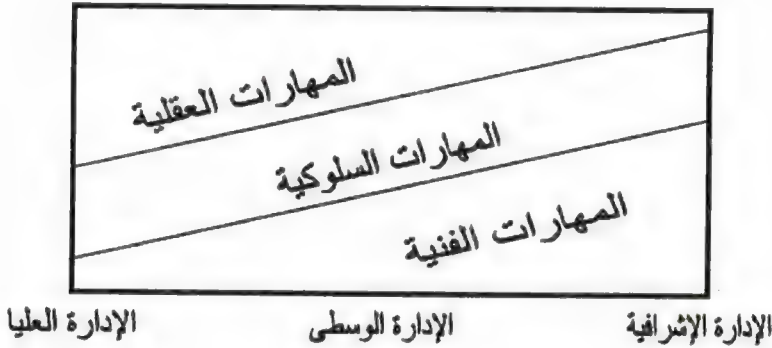 المهارات العقلية
المهارات السلوكية
المهارات الفنية
الإدارة الإشرافية
الإدارة الوسطى
الإدارة العليا